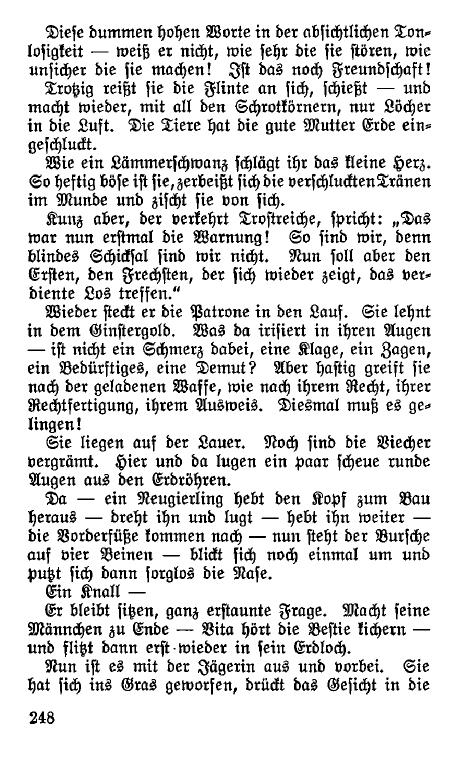 Diese dummen hohen Worte in der absichtlichen Ton-
losigkeit — weiß er nicht, wie sehr die sie stören, wie
unsicher die sie machen! Ist das noch Freundschaft!
Trotzig reißt sie die Flinte an sich, schießt — und
macht wieder, mit all den Schrotkörnern, nur Löcher
in die Luft. Die Tiere hat die gute Mutter Erde ein-
geschluckt.
Wie ein Lämmerschwanz schlägt ihr das kleine Herz.
So heftig böse ist sie, zerbeißt sich die verschluckten Tränen
im Munde und zischt sie von sich.
Kunz aber, der verkehrt Trostreiche, spricht: „Das
war nun erstmal die Warnung! So sind wir, denn
blindes Schicksal sind wir nicht. Nun soll aber den
Ersten, den Frechsten, der sich wieder zeigt, das ver-
diente Los treffen.“
Wieder steckt er die Patrone in den Lauf. Sie lehnt
in dem Ginstergold. Was da irisiert in ihren Augen
— ist nicht ein Schmerz dabei, eine Klage, ein Zagen,
ein Bedürftiges, eine Demut? Aber hastig greift sie
nach der geladenen Waffe, wie nach ihrem Recht, ihrer
Rechtfertigung, ihrem Ausweis. Diesmal muß es ge-
lingen!
Sie liegen auf der Lauer. Noch sind die Viecher
vergrämt. Hier und da lugen ein paar scheue runde
Augen aus den Erdröhren.
Da — ein Neugierling hebt den Kopf zum Bau
heraus — dreht ihn und lugt — hebt ihn weiter —
die Vorderfüße kommen nach — nun steht der Bursche
auf vier Beinen — blickt sich noch einmal um und
putzt sich dann sorglos die Nase.
Ein Knall —
Er bleibt sitzen, ganz erstaunte Frage. Macht seine
Männchen zu Ende — Vita hört die Bestie kichern —
und flitzt dann erst wieder in sein Erdloch.
Nun ist es mit der Jägerin aus und vorbei. Sie
hat sich ins Gras geworfen, drückt das Gesicht in die
248